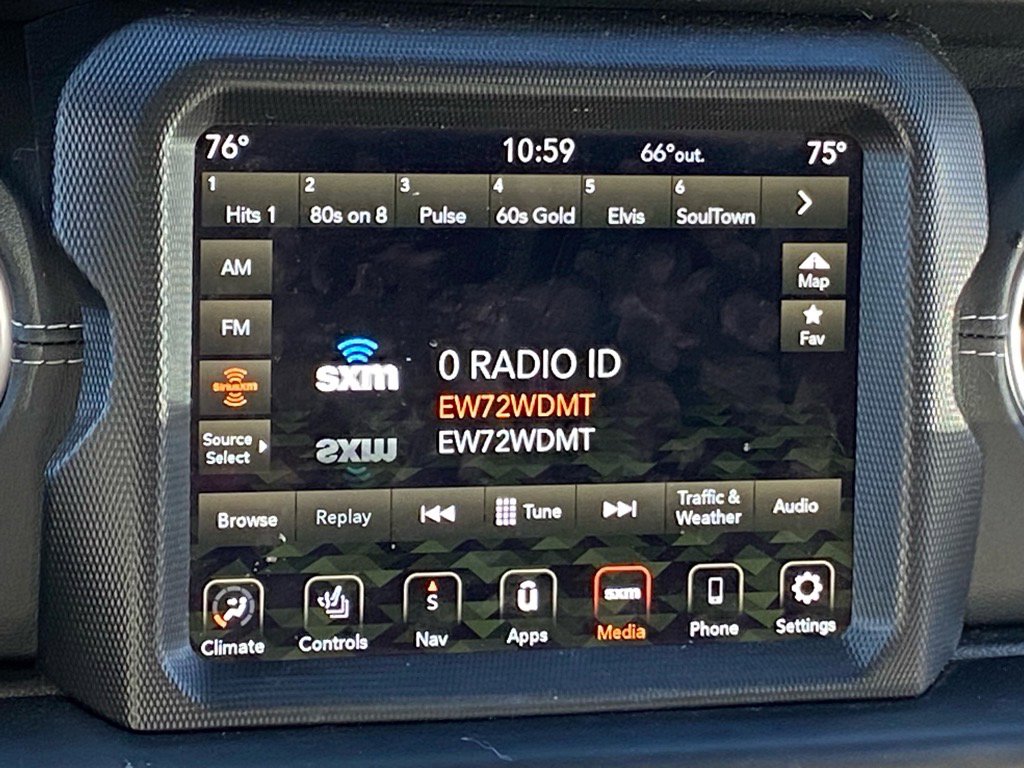 76° 10:59 66°out. 75°
1 2 3 4 5 6
Hits 1 80s on 8 Pulse 60s Gold Elvis SoulTown
AM
Map
FM
Fav
sxm
0 RADIO ID
SiriusXM
EW72WDMT
EW72WDMT
Source
Select
Browse Replay Tune Traffic &
Weather Audio
S
sxm
Climate Controls Nav Apps Media Phone Settings